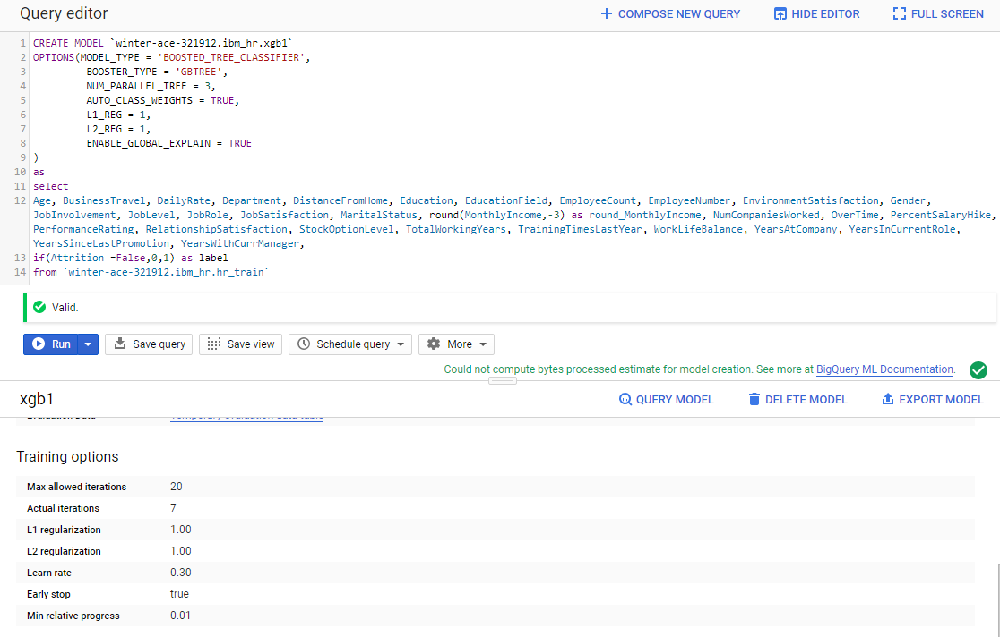 Query editor
COMPOSE NEW QUERY
HIDE EDITOR
FULL SCREEN
1 CREATE MODEL `winter-ace-321912.ibm_hr.xgb1`
2 OPTIONS(MODEL_TYPE = 'BOOSTED_TREE_CLASSIFIER',
3 BOOSTER_TYPE = 'GBTREE',
4 NUM_PARALLEL_TREE = 3,
5 AUTO_CLASS_WEIGHTS = TRUE,
6 L1_REG = 1,
7 L2_REG = 1,
8 ENABLE_GLOBAL_EXPLAIN = TRUE
9 )
10 as
11 select
12 Age, BusinessTravel, DailyRate, Department, DistanceFromHome, Education, EducationField, EmployeeCount, EmployeeNumber, EnvironmentSatisfaction, Gender,
JobInvolvement, JobLevel, JobRole, JobSatisfaction, MaritalStatus, round(MonthlyIncome,-3) as round_MonthlyIncome, NumCompaniesWorked, OverTime, PercentSalaryHike,
PerformanceRating, RelationshipSatisfaction, StockOptionLevel, TotalWorkingYears, TrainingTimesLastYear, WorkLifeBalance, YearsAtCompany, YearsInCurrentRole,
YearsSinceLastPromotion, YearsWithCurrManager,
13 if(Attrition =False,0,1) as label
14 from `winter-ace-321912.ibm_hr.hr_train`
Valid.
Run
Save query
Save view
Schedule query
More
Could not compute bytes processed estimate for model creation. See more at BigQuery ML Documentation.
xgb1
QUERY MODEL
DELETE MODEL
EXPORT MODEL
Training options
Max allowed iterations 20
Actual iterations 7
L1 regularization 1.00
L2 regularization 1.00
Learn rate 0.30
Early stop true
Min relative progress 0.01